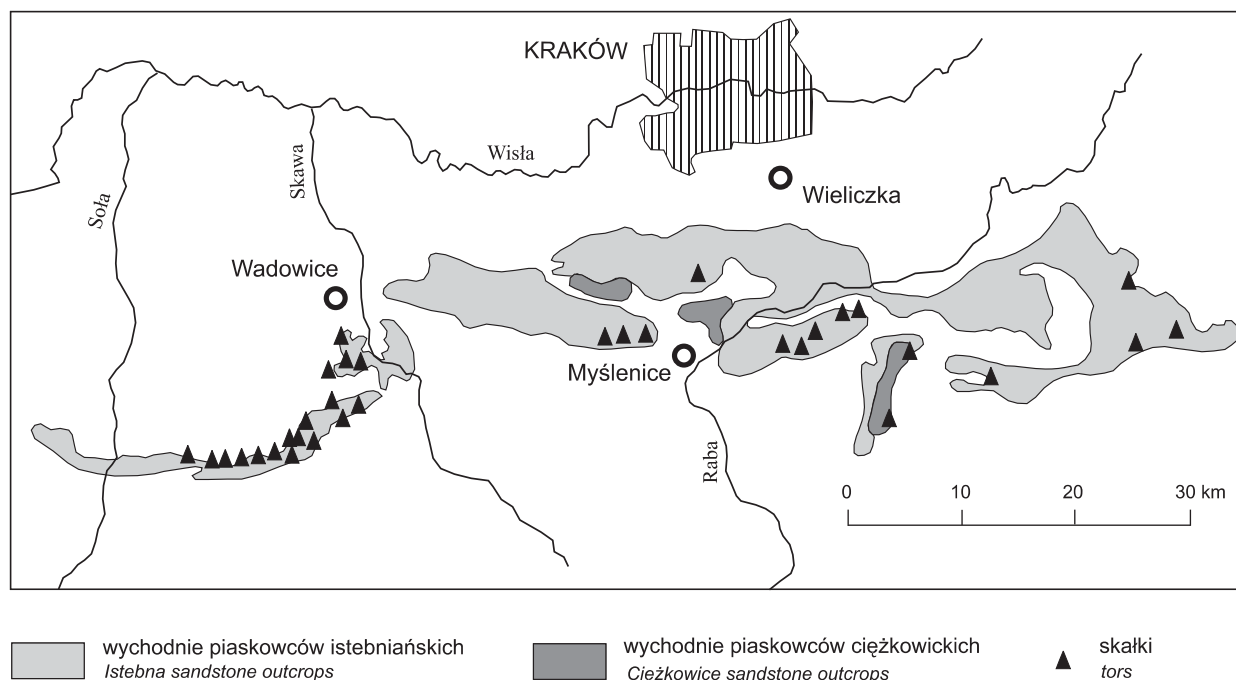 KRAKÓW
Wisła
Skawa
Soła
Wieliczka
Wadowice
Myślenice
Raba
0 10 20 30 km
wychodnie piaskowców istebniańskich
Istebna sandstone outcrops
wychodnie piaskowców ciężkowickich
Ciężkowice sandstone outcrops
skałki
tors